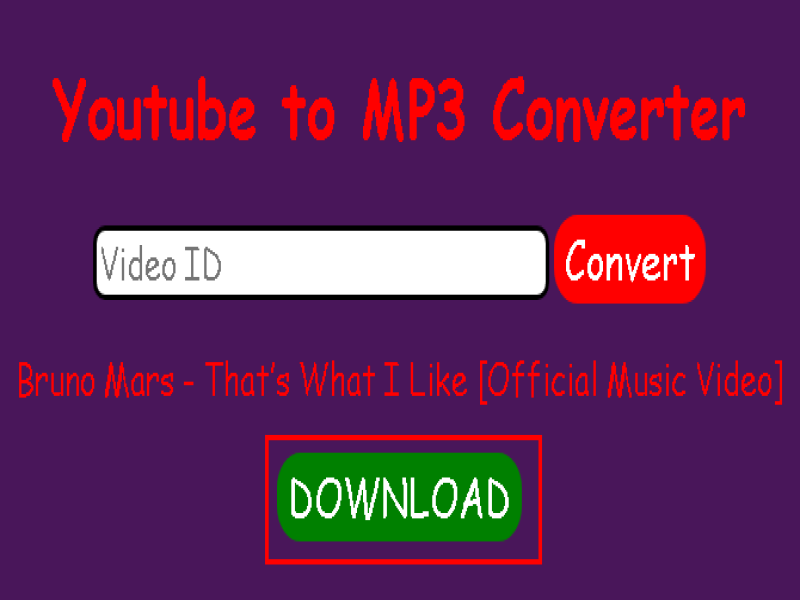 Youtube to MP3 Converter
Video ID
Convert
Bruno Mars - That's What I Like [Official Music Video]
DOWNLOAD